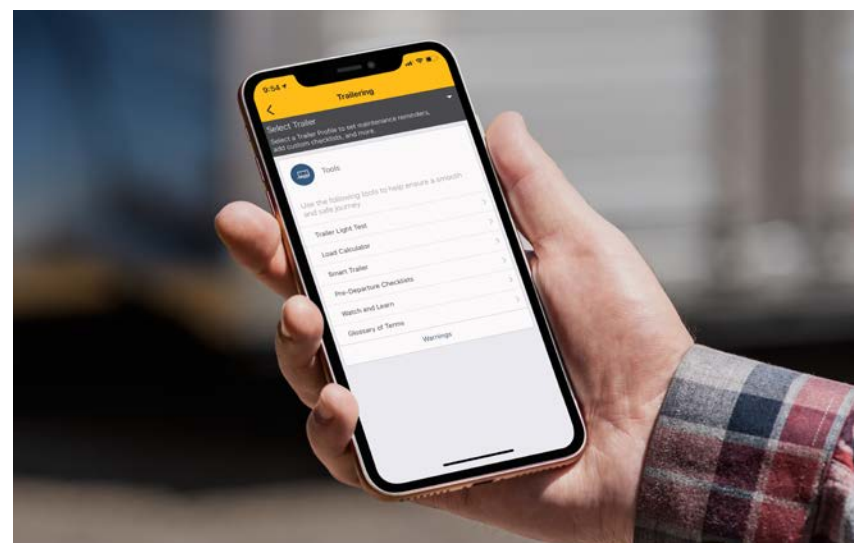 9:54
Trailering
Select Trailer
Select a Trailer Profile to set maintenance reminders,
add custom checklists, and more.
Tools
Use the following tools to help ensure a smooth
and safe journey
Trailer Light Test
Load Calculator
Smart Trailer
Pre-Departure Checklists
Watch and Learn
Glossary of Terms
Warnings